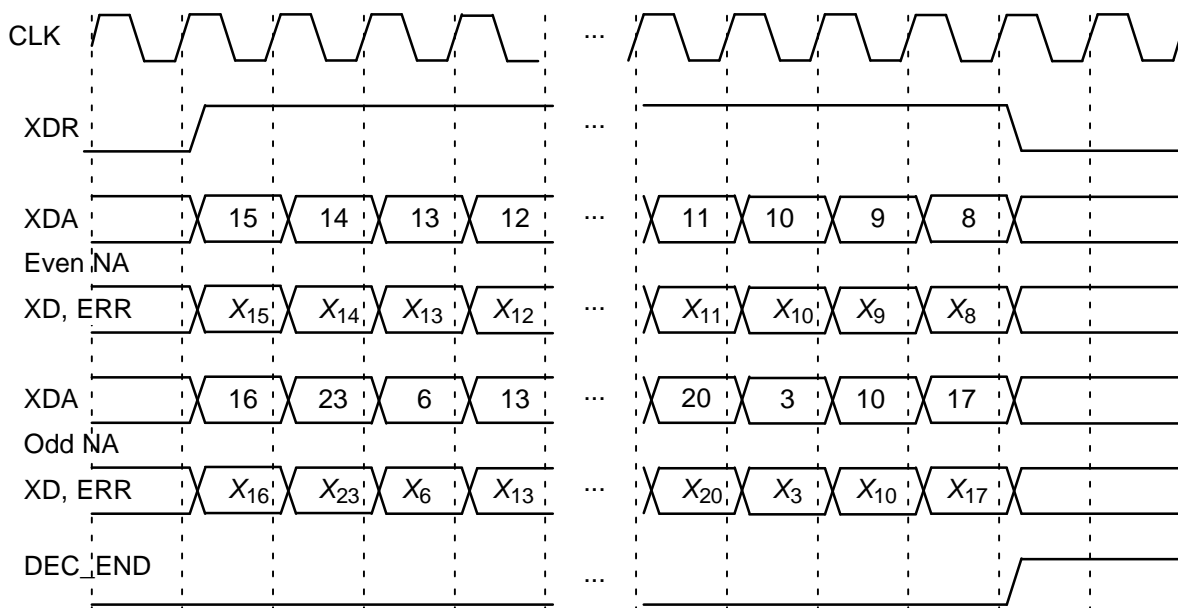 CLK ...
XDR ...
XDA 15 14 13 12 ... 11 10 9 8
Even NA
XD, ERR X15 X14 X13 X12 ... X11 X10 X9 X8
XDA 16 23 6 13 ... 20 3 10 17
Odd NA
XD, ERR X16 X23 X6 X13 ... X20 X3 X10 X17
DEC_END ...